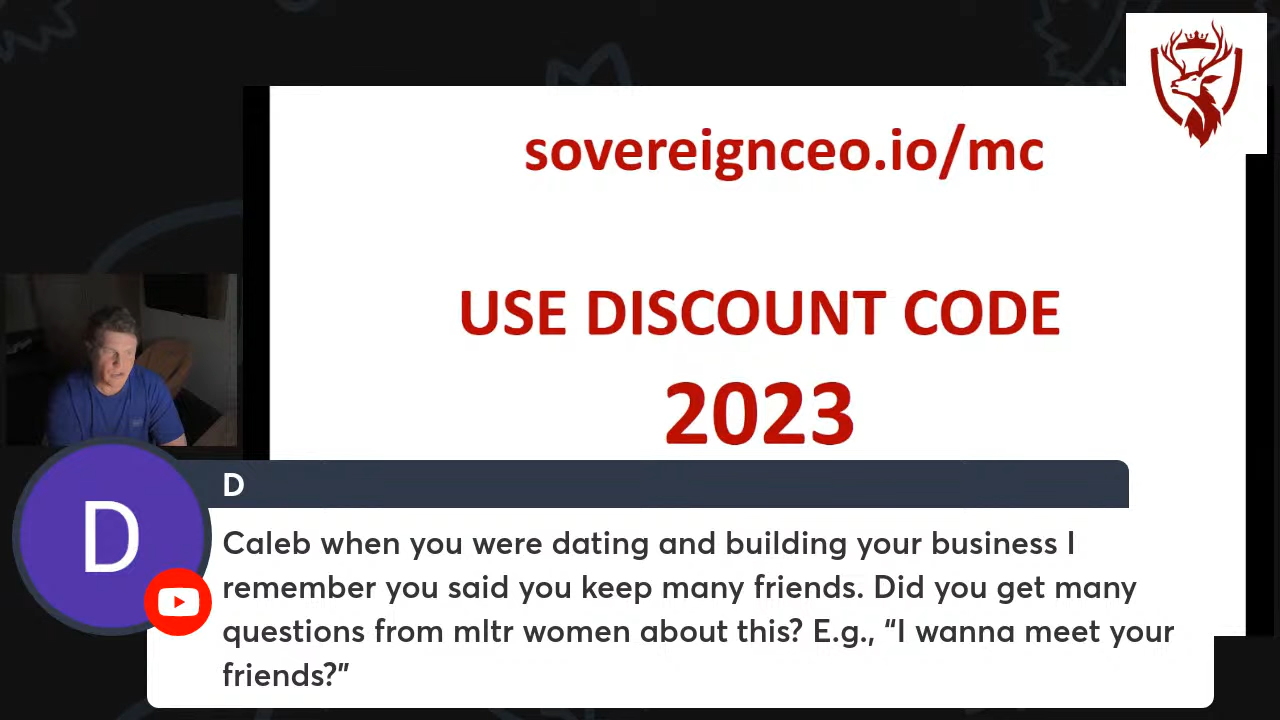 sovereignceo.io/mc
USE DISCOUNT CODE
2023
D
D
Caleb when you were dating and building your business I
remember you said you keep many friends. Did you get many
questions from mltr women about this? E.g., “I wanna meet your
friends?”